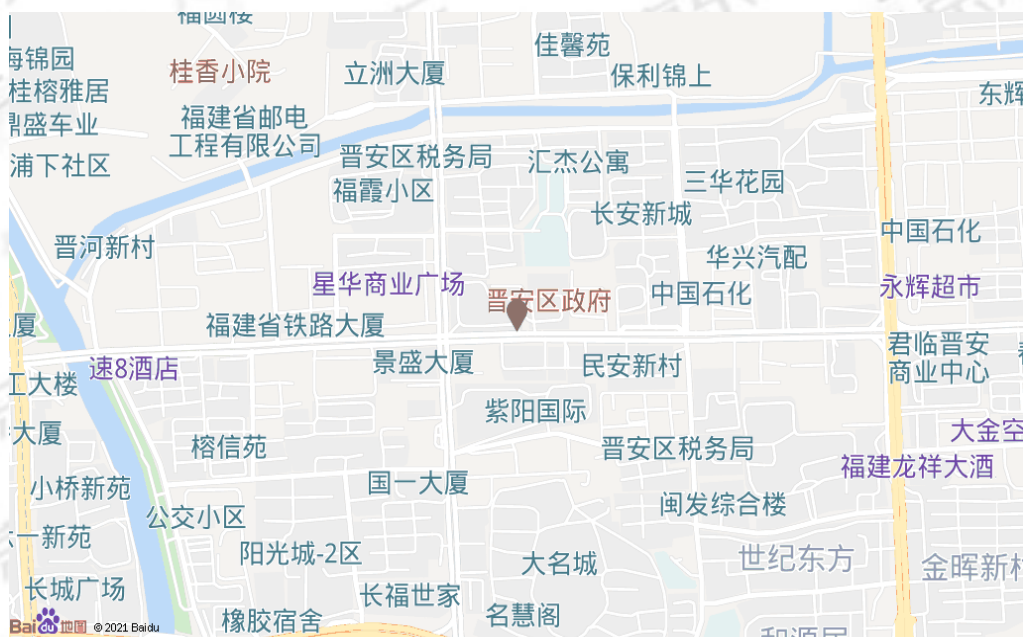 福圆楼
佳馨苑
海锦园
桂香小院
立洲大厦
保利锦上
桂榕雅居
东辉
鼎盛车业
福建省邮电
工程有限公司
浦下社区
晋安区税务局
汇杰公寓
福霞小区
三华花园
长安新城
晋河新村
中国石化
华兴汽配
星华商业广场
晋安区政府
中国石化
永辉超市
厦
福建省铁路大厦
君临晋安
商业中心
速8酒店
景盛大厦
民安新村
工大楼
紫阳国际
大厦
大金空
榕信苑
晋安区税务局
福建龙祥大酒
国一大厦
小桥新苑
闽发综合楼
公交小区
一新苑
阳光城-2区
大名城
世纪东方
金晖新村
长城广场
长福世家
名慧阁
橡胶宿舍
和源居
Bai du 地图 © 2021 Baidu